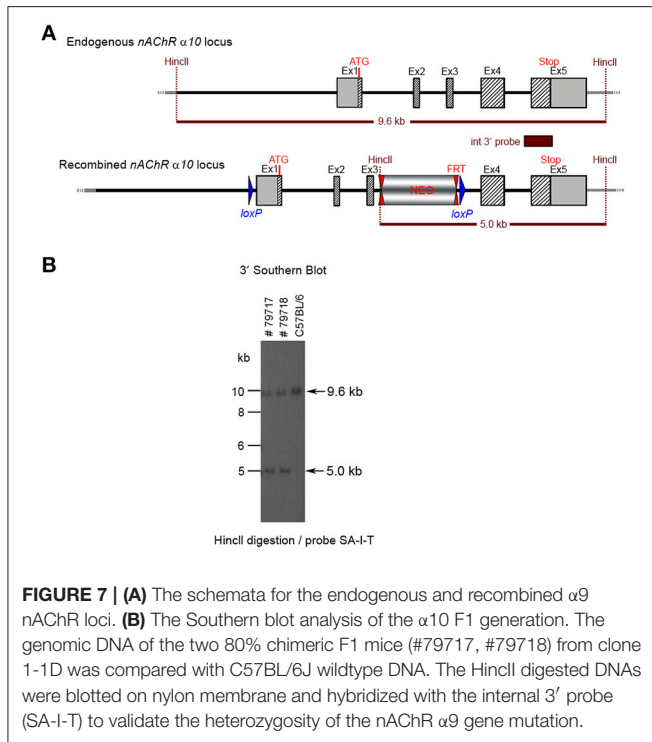 A
Endogenous nAChR α10 locus
HincII
ATG
Stop
HincII
Ex1
Ex2
Ex3
Ex4
Ex5
9.6 kb
int 3′ probe
Recombined nAChR α10 locus
ATG
HincII
FRT
Stop
HincII
Ex1
Ex2
Ex3
NEO
Ex4
Ex5
loxP
loxP
5.0 kb
B
3′ Southern Blot
# 79717
# 79718
C57BL/6
kb
10
9.6 kb
8
6
5
5.0 kb
HincII digestion / probe SA-I-T
FIGURE 7 | (A) The schemata for the endogenous and recombined α9
nAChR loci. (B) The Southern blot analysis of the α10 F1 generation. The
genomic DNA of the two 80% chimeric F1 mice (#79717, #79718) from clone
1-1D was compared with C57BL/6J wildtype DNA. The HincII digested DNAs
were blotted on nylon membrane and hybridized with the internal 3′ probe
(SA-I-T) to validate the heterozygosity of the nAChR α9 gene mutation.